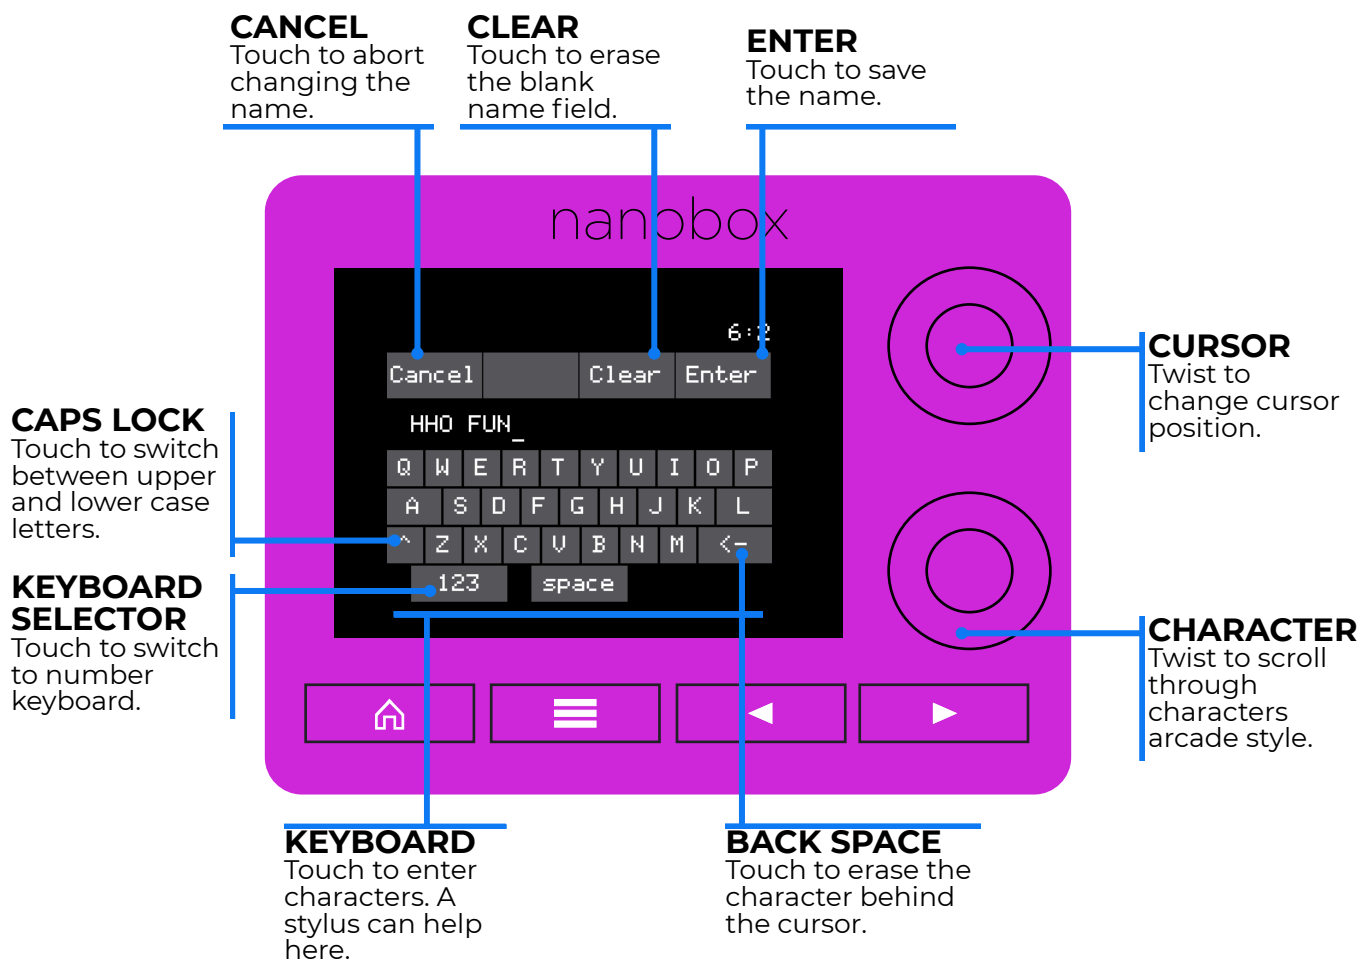 CANCEL
Touch to abort
changing the
name.
CLEAR
Touch to erase
the blank
name field.
ENTER
Touch to save
the name.
nanobox
6:2
Cancel
Clear
Enter
HHO FUN_
Q W E R T Y U I O P
A S D F G H J K L
^ Z X C V B N M <-
123 space
CAPS LOCK
Touch to switch
between upper
and lower case
letters.
KEYBOARD
SELECTOR
Touch to switch
to number
keyboard.
CURSOR
Twist to
change cursor
position.
CHARACTER
Twist to scroll
through
characters
arcade style.
KEYBOARD
Touch to enter
characters. A
stylus can help
here.
BACK SPACE
Touch to erase the
character behind
the cursor.